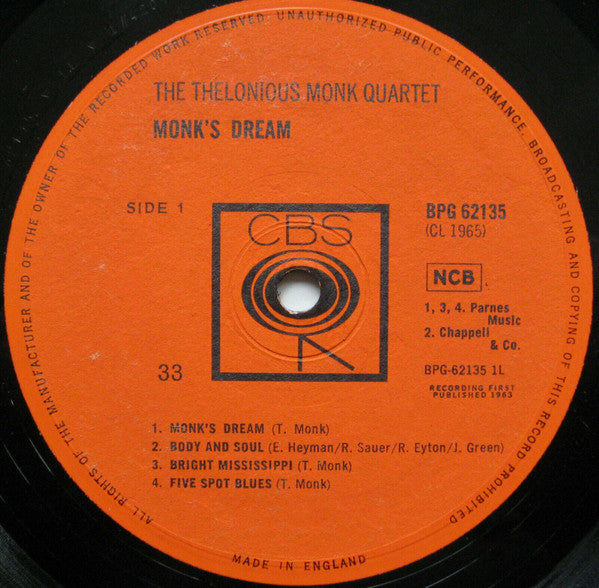 ALL RIGHTS OF THE MANUFACTURER AND OF THE OWNER OF THE RECORDED WORK RESERVED. UNAUTHORIZED PUBLIC PERFORMANCE, BROADCASTING AND COPYING OF THIS RECORD PROHIBITED
THE THELONIOUS MONK QUARTET
MONK'S DREAM
SIDE 1
CBS
BPG 62135
(CL 1965)
NCB
1, 3, 4. Parnes
Music
2. Chappell
& Co.
33
BPG-62135 1L
RECORDING FIRST
PUBLISHED 1963
1. MONK'S DREAM (T. Monk)
2. BODY AND SOUL (E. Heyman/R. Sauer/R. Eyton/J. Green)
3. BRIGHT MISSISSIPPI (T. Monk)
4. FIVE SPOT BLUES (T. Monk)
MADE IN ENGLAND